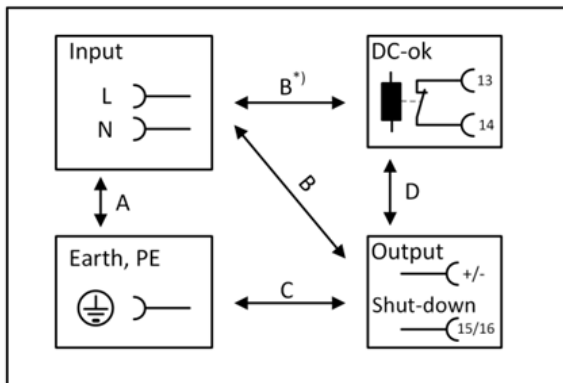 Input
L
N
B*)
DC-ok
13
14
A
B
D
Earth, PE
C
Output
+/-
Shut-down
15/16